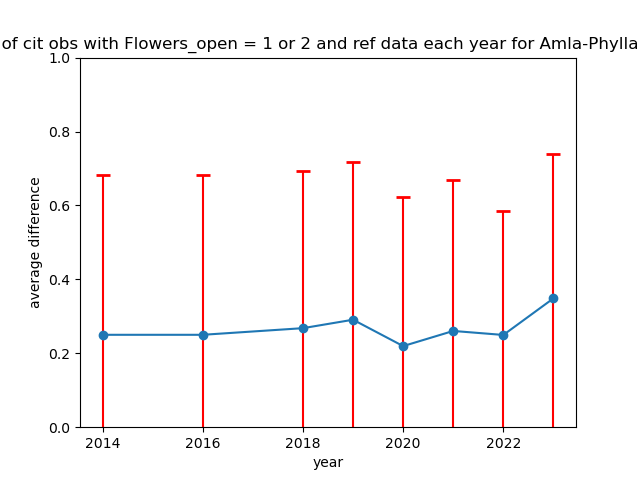 of cit obs with Flowers_open = 1 or 2 and ref data each year for Amla-Phylla
1.0
0.8
0.6
0.4
0.2
0.0
average difference
2014 2016 2018 2020 2022
year